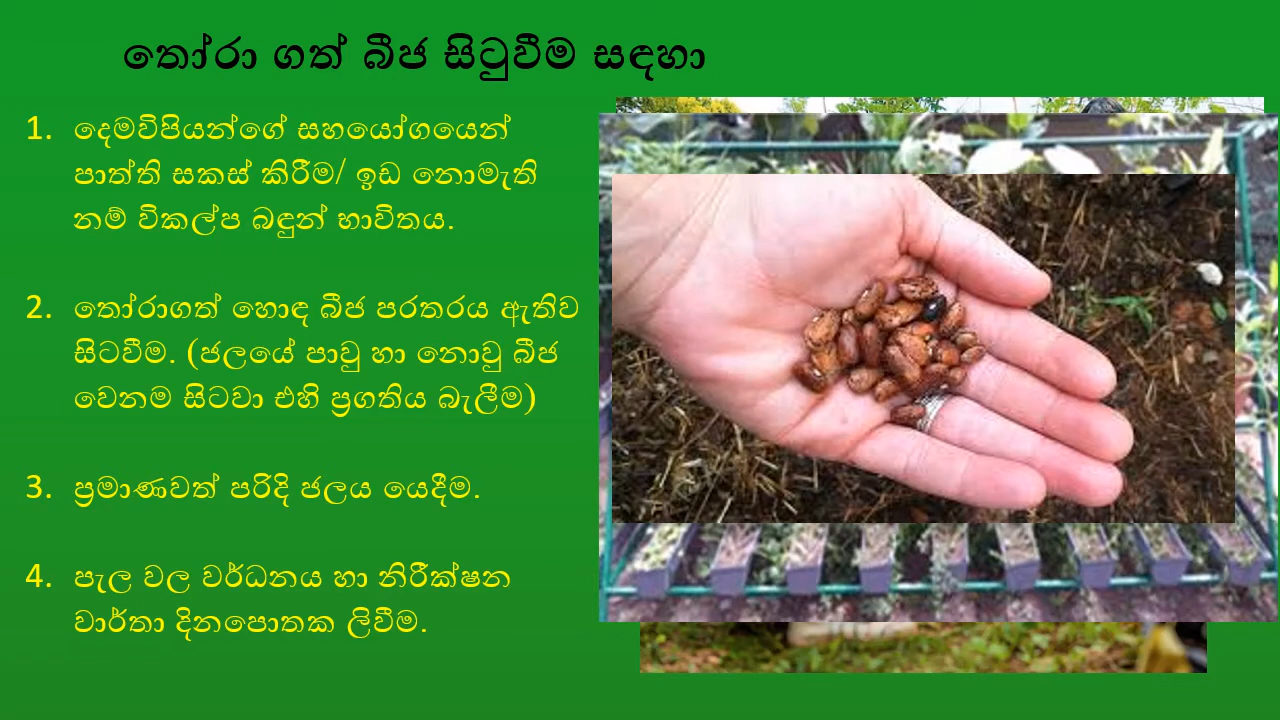 තෝරා ගත් බීජ සිටුවීම සඳහා
1. දෙමව්පියන්ගේ සහයෝගයෙන්
පාත්ති සකස් කිරීම/ ඉඩ නොමැති
නම් විකල්ප බඳුන් භාවිතය.
2. තෝරාගත් හොඳ බීජ පරතරය ඇතිව
සිටවීම. (ජලයේ පාවු හා නොවු බීජ
වෙනම සිටවා එහි ප්‍රගතිය බැලීම)
3. ප්‍රමාණවත් පරිදි ජලය යෙදීම.
4. පැල වල වර්ධනය හා නිරීක්ෂන
වාර්තා දිනපොතක ලිවීම.